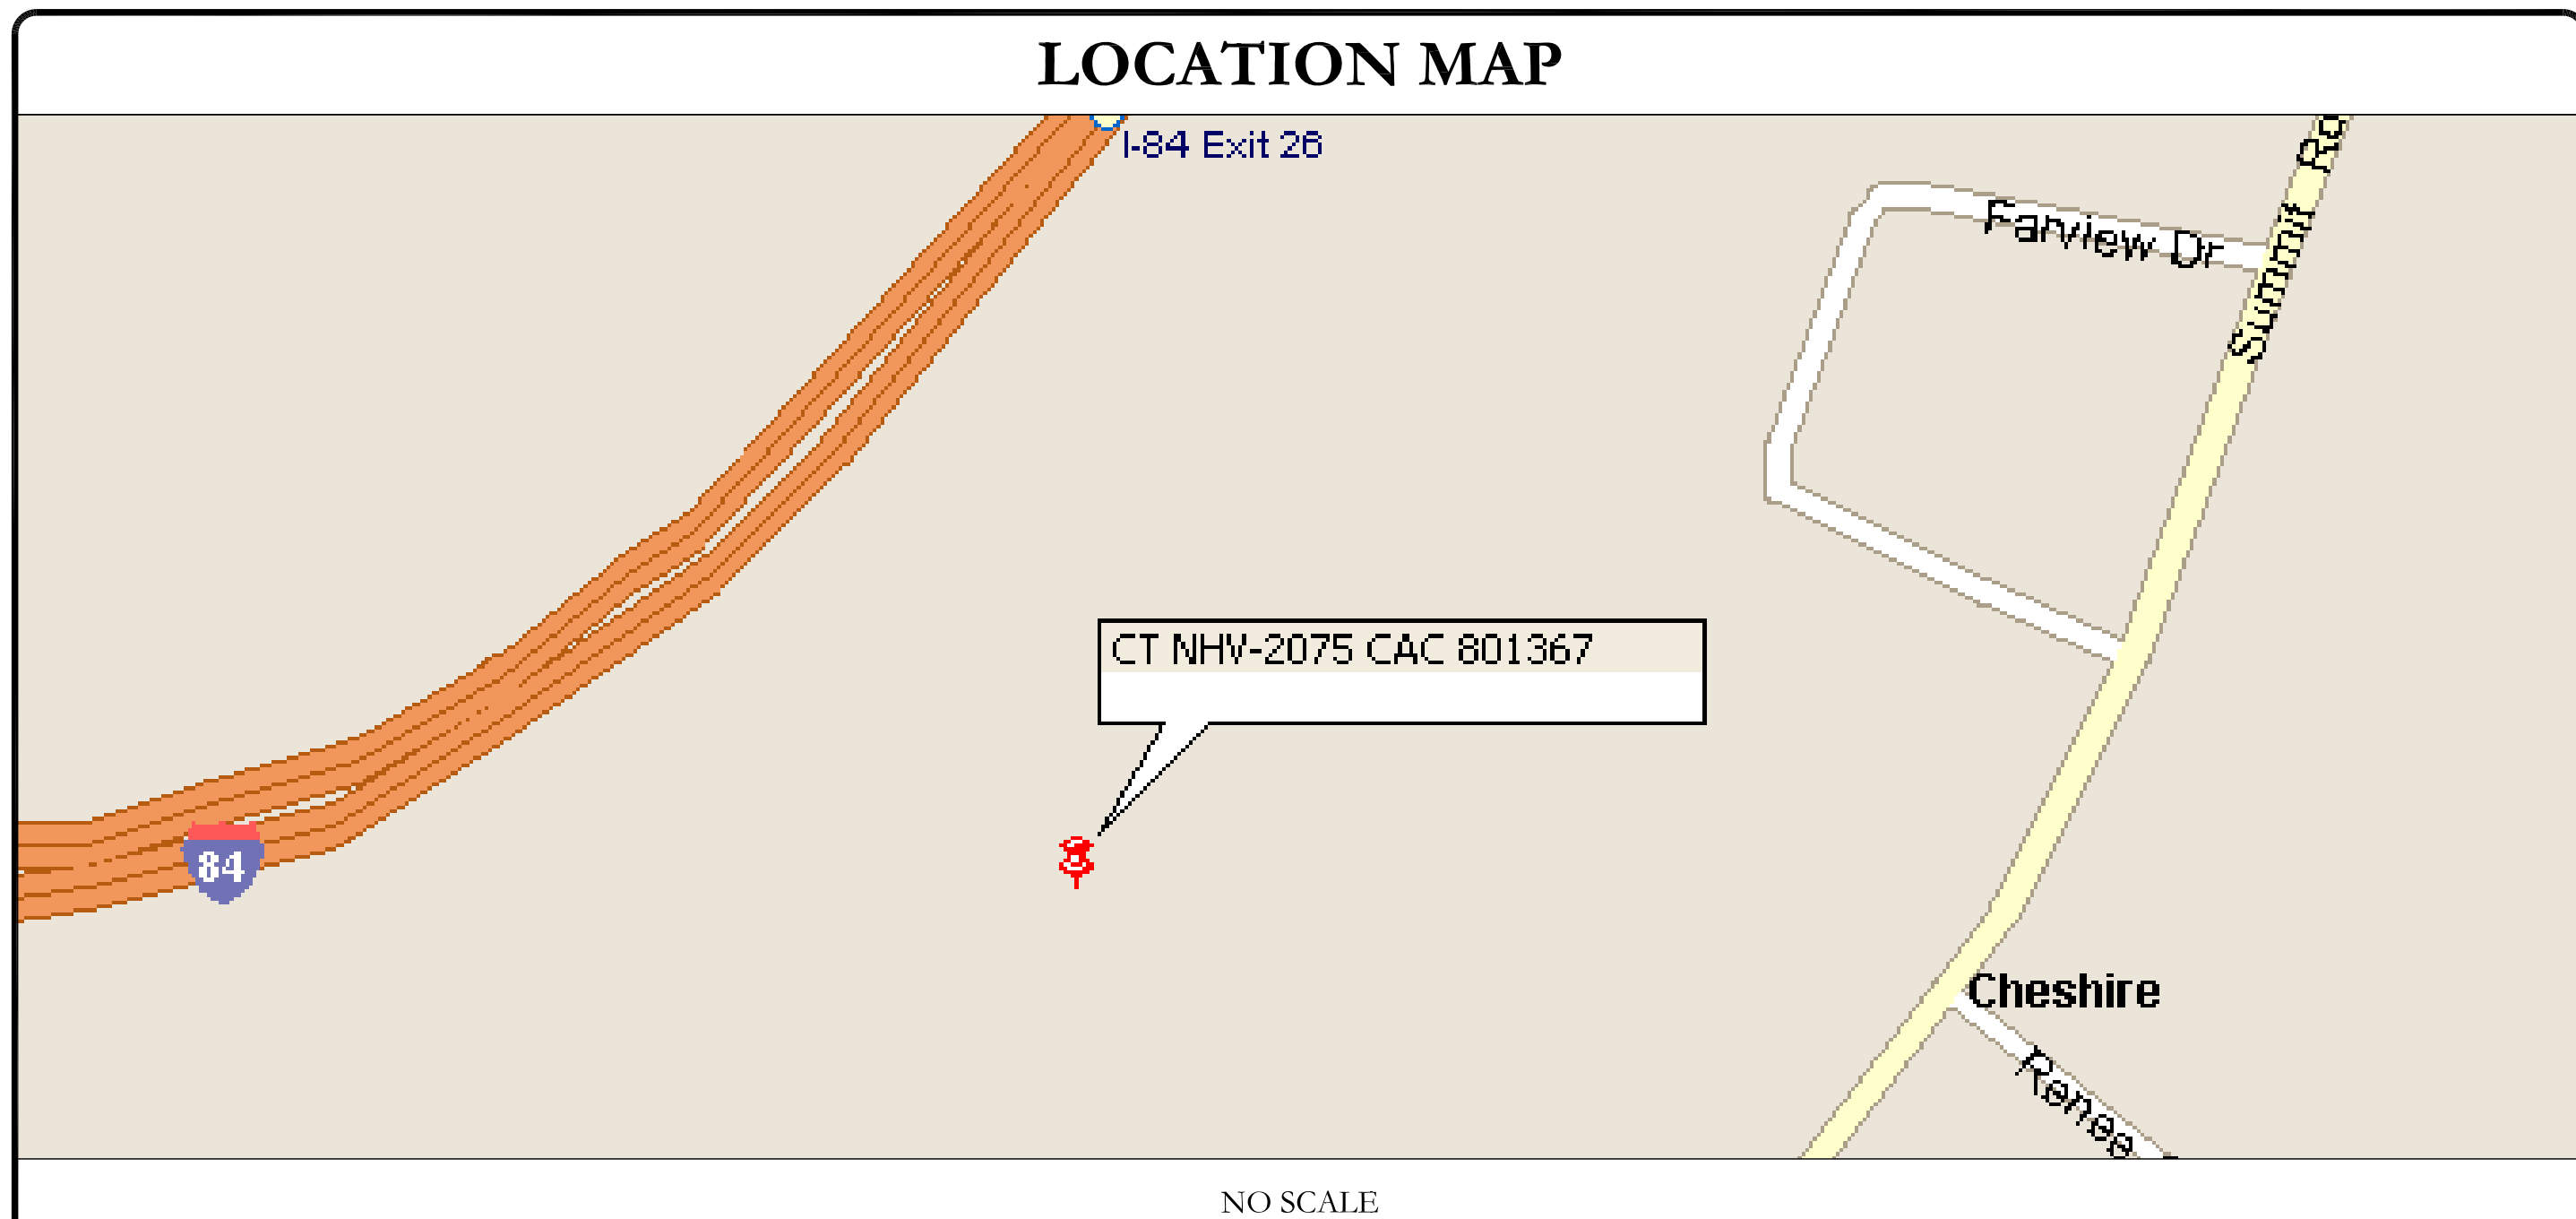 LOCATION MAP
I-84 Exit 26
Farview Dr
Summit Rd
CT NHV-2075 CAC 801367
84
Cheshire
Renee
NO SCALE